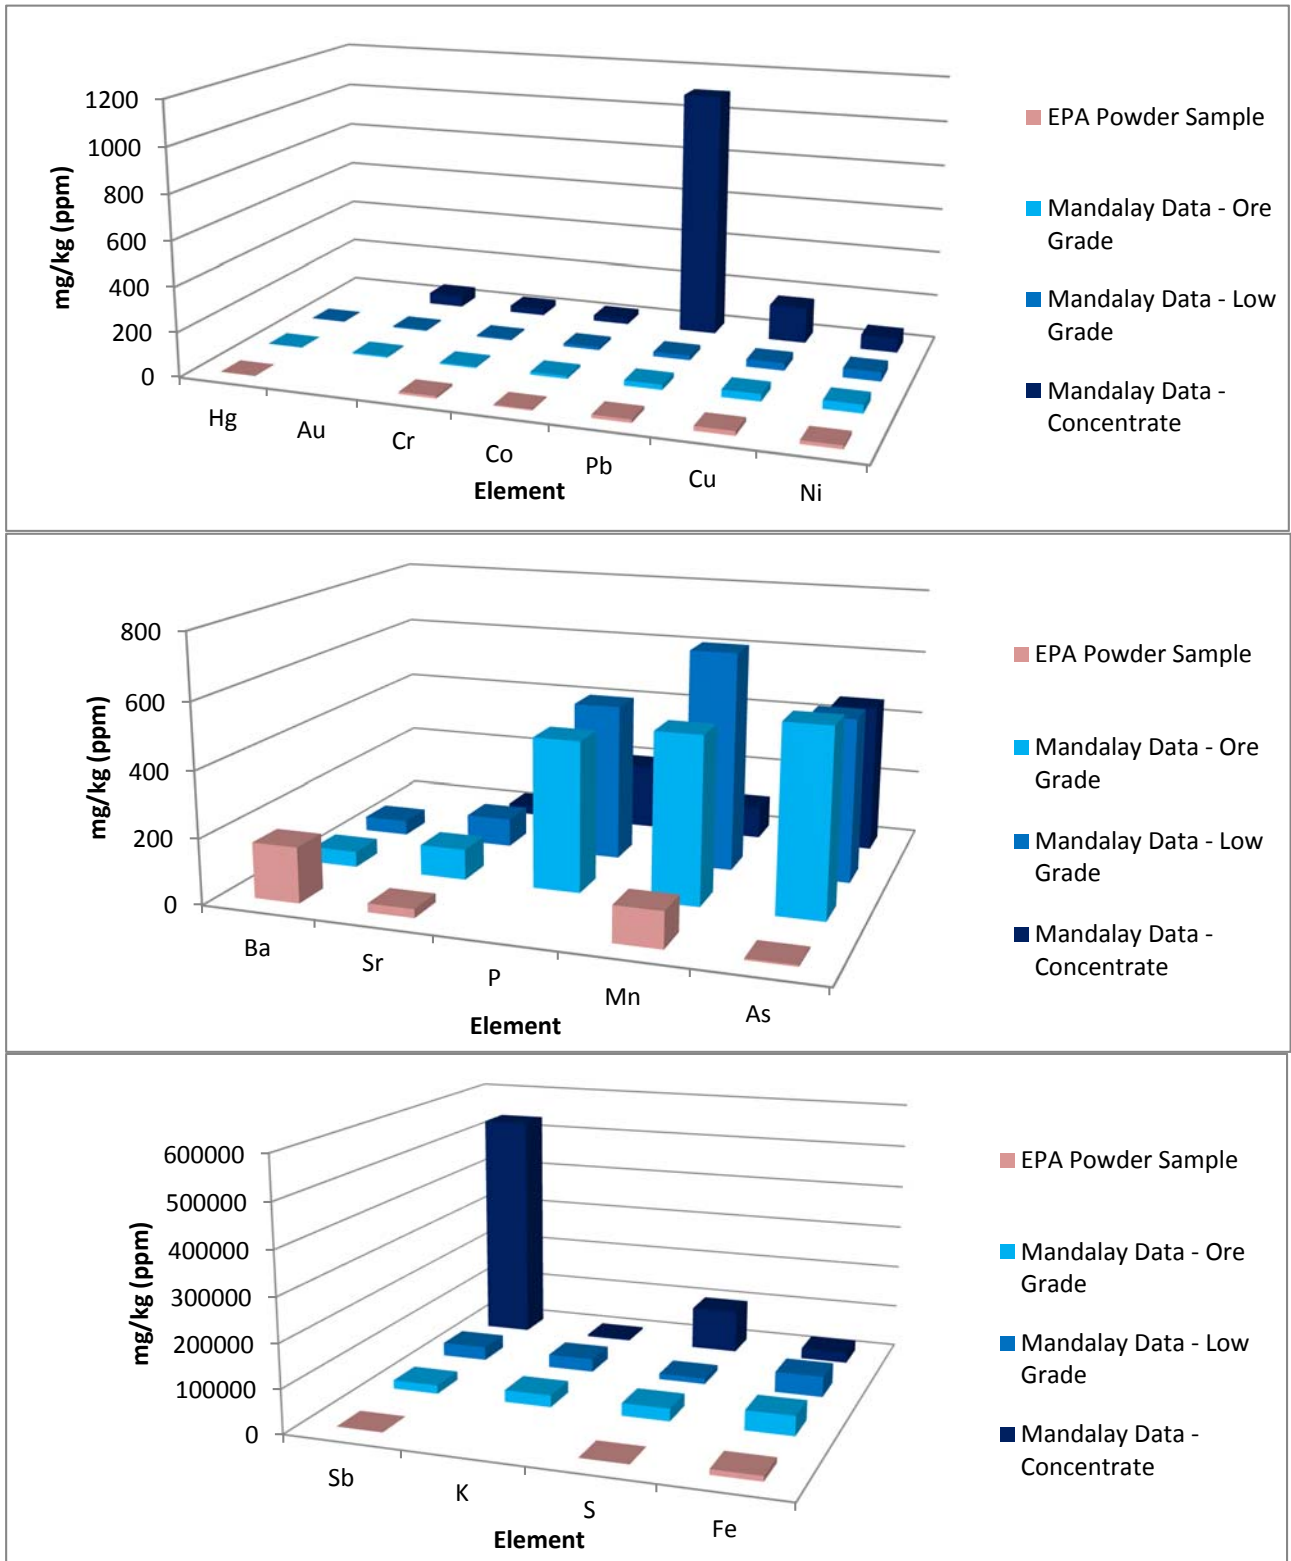 1200
1000
800
600
400
200
0
mg/kg (ppm)
Hg
Au
Cr
Co
Pb
Cu
Ni
Element
EPA Powder Sample
Mandalay Data - Ore
Grade
Mandalay Data - Low
Grade
Mandalay Data -
Concentrate
800
600
400
200
0
mg/kg (ppm)
Ba
Sr
P
Mn
As
Element
EPA Powder Sample
Mandalay Data - Ore
Grade
Mandalay Data - Low
Grade
Mandalay Data -
Concentrate
600000
500000
400000
300000
200000
100000
0
mg/kg (ppm)
Sb
K
S
Fe
Element
EPA Powder Sample
Mandalay Data - Ore
Grade
Mandalay Data - Low
Grade
Mandalay Data -
Concentrate